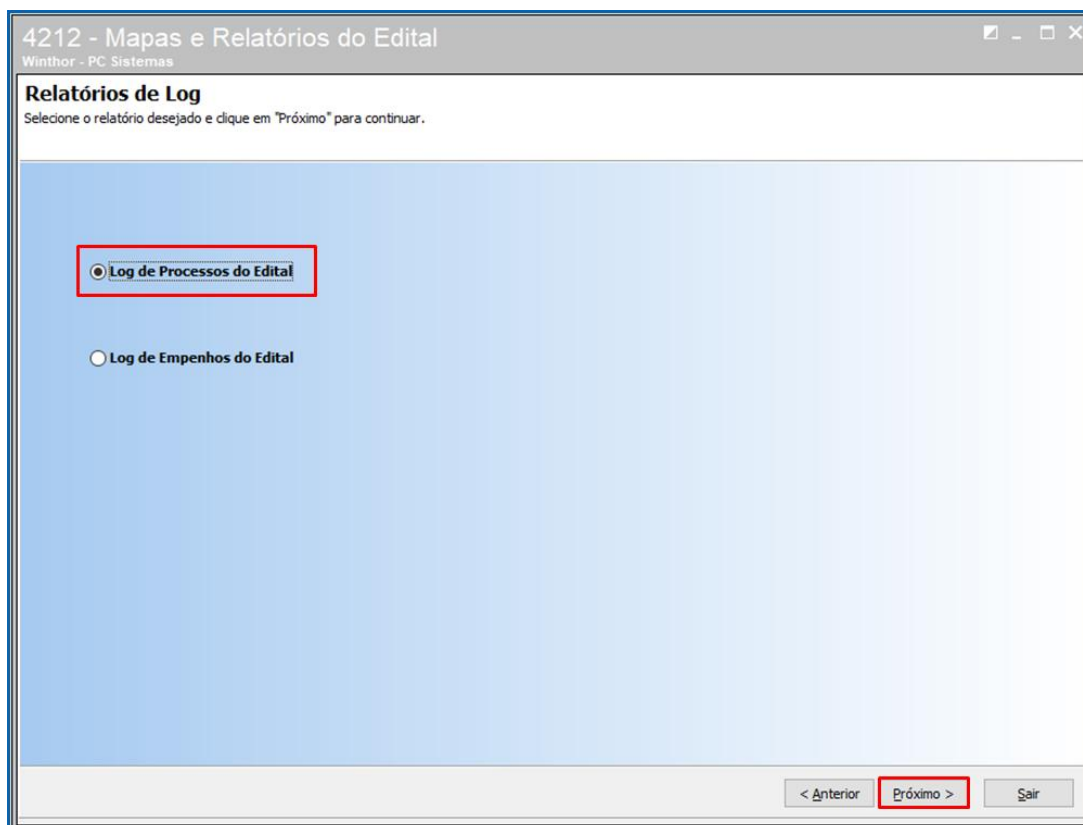 4212 - Mapas e Relatórios do Edital
Winthor - PC Sistemas
Relatórios de Log
Selecione o relatório desejado e clique em "Próximo" para continuar.
Log de Processos do Edital
Log de Empenhos do Edital
< Anterior Próximo > Sair